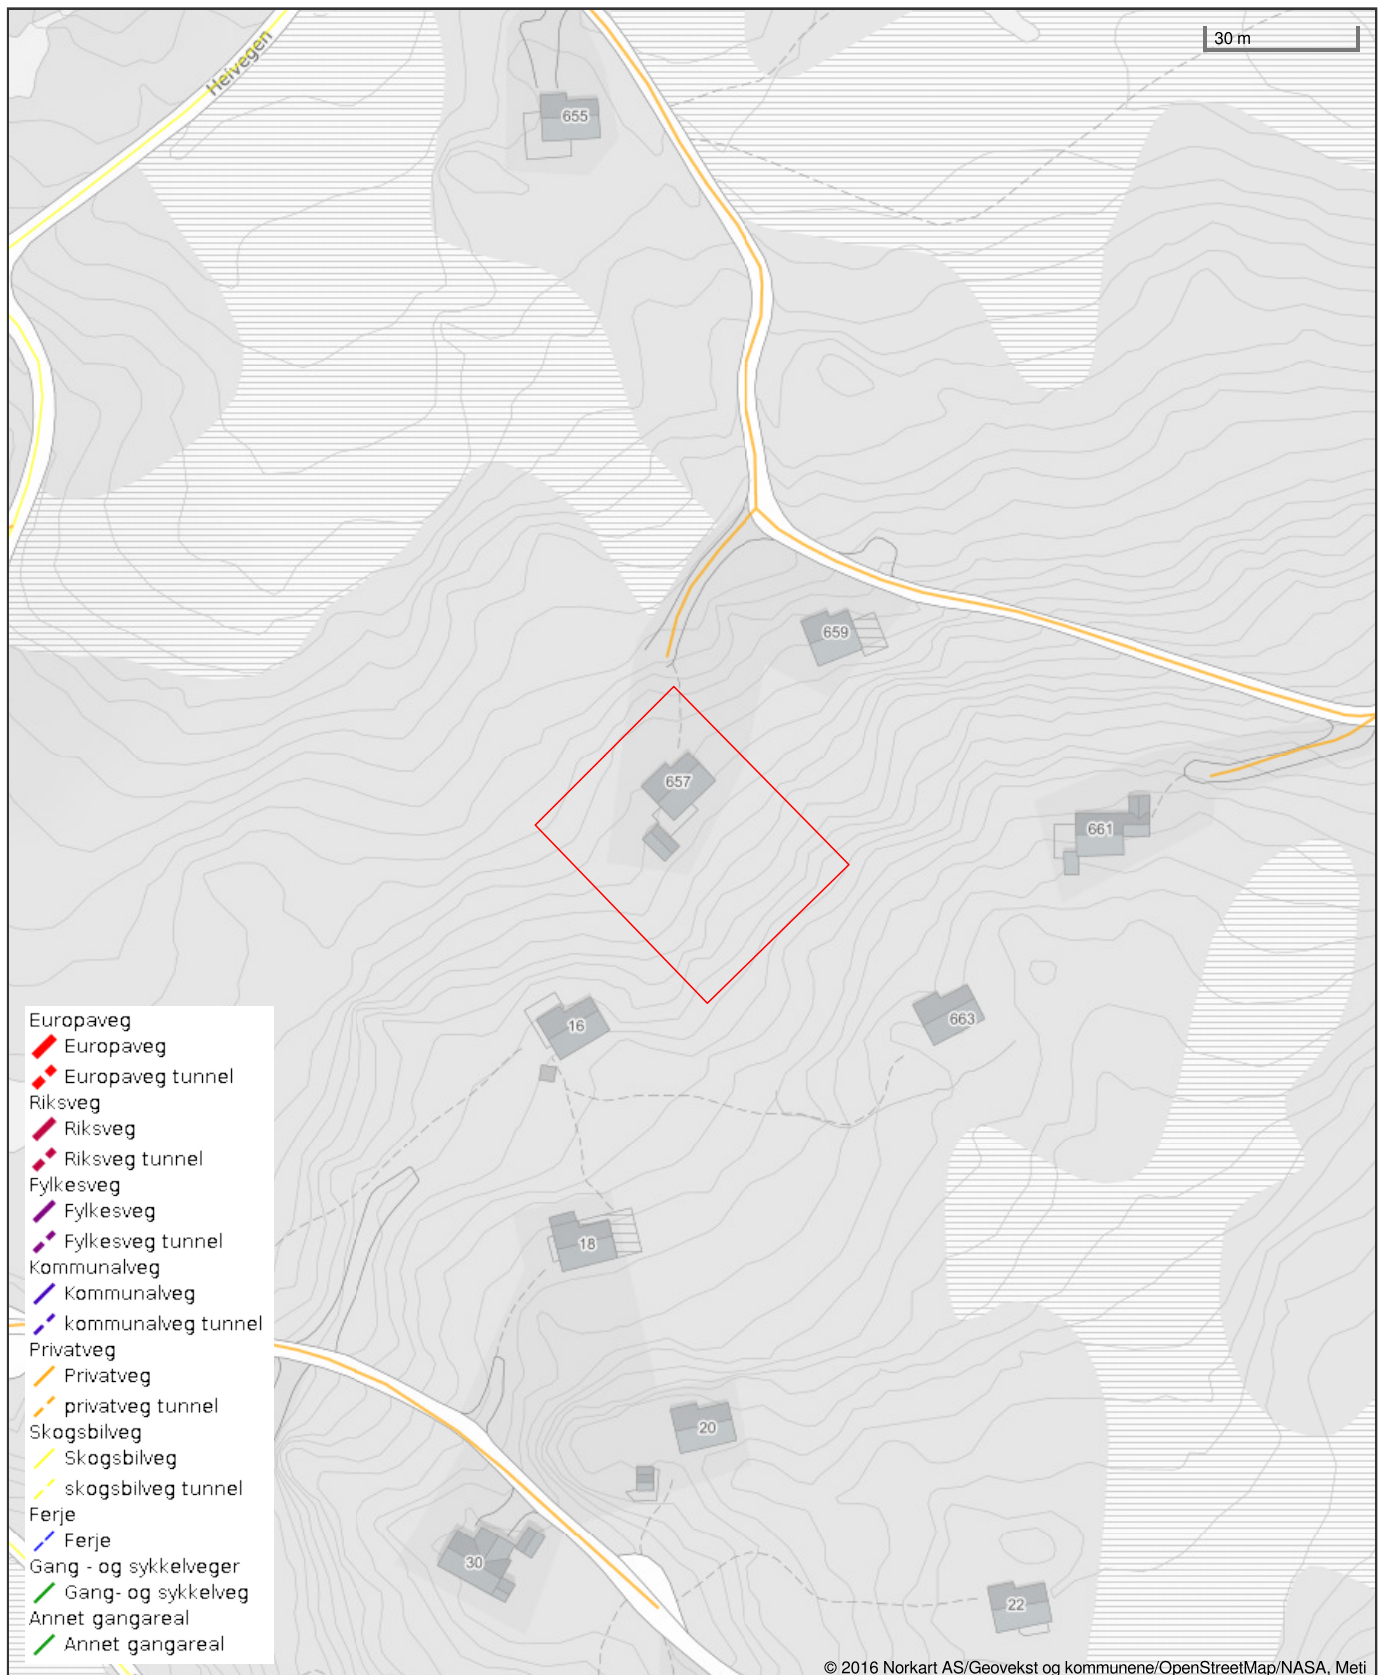 Heivegen
30 m
655
659
657
661
16
663
18
20
30
22
Europaveg
Europaveg
Europaveg tunnel
Riksveg
Riksveg
Riksveg tunnel
Fylkesveg
Fylkesveg
Fylkesveg tunnel
Kommunalveg
Kommunalveg
kommunalveg tunnel
Privatveg
Privatveg
privatveg tunnel
Skogsbilveg
Skogsbilveg
skogsbilveg tunnel
Ferje
Ferje
Gang - og sykkelveger
Gang- og sykkelveg
Annet gangareal
Annet gangareal
© 2016 Norkart AS/Geovekst og kommunene/OpenStreetMap/NASA, Meti